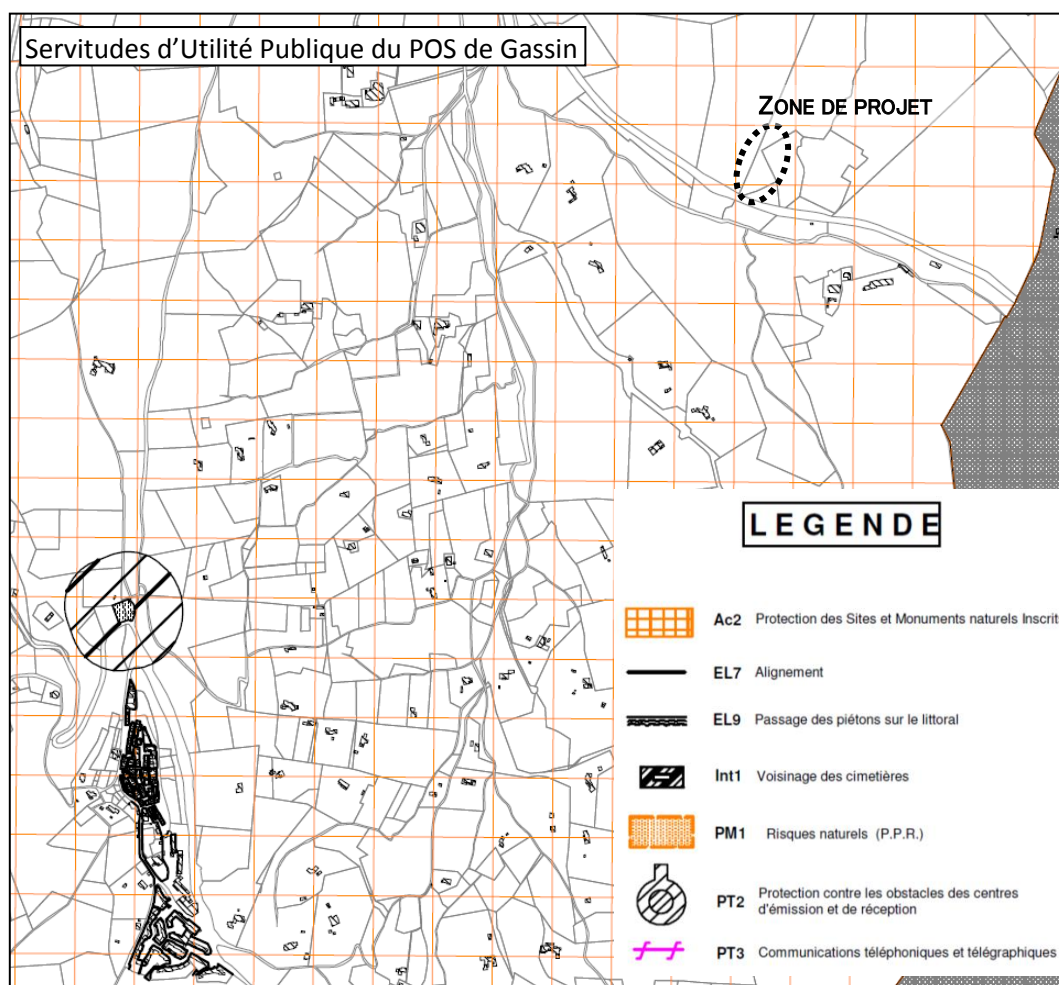 Servitudes d'Utilité Publique du POS de Gassin
ZONE DE PROJET
LEGENDE
Ac2 Protection des Sites et Monuments naturels Inscrit
EL7 Alignement
EL9 Passage des piétons sur le littoral
Int1 Voisinage des cimetières
PM1 Risques naturels (P.P.R.)
PT2 Protection contre les obstacles des centres
d'émission et de réception
PT3 Communications téléphoniques et télégraphiques